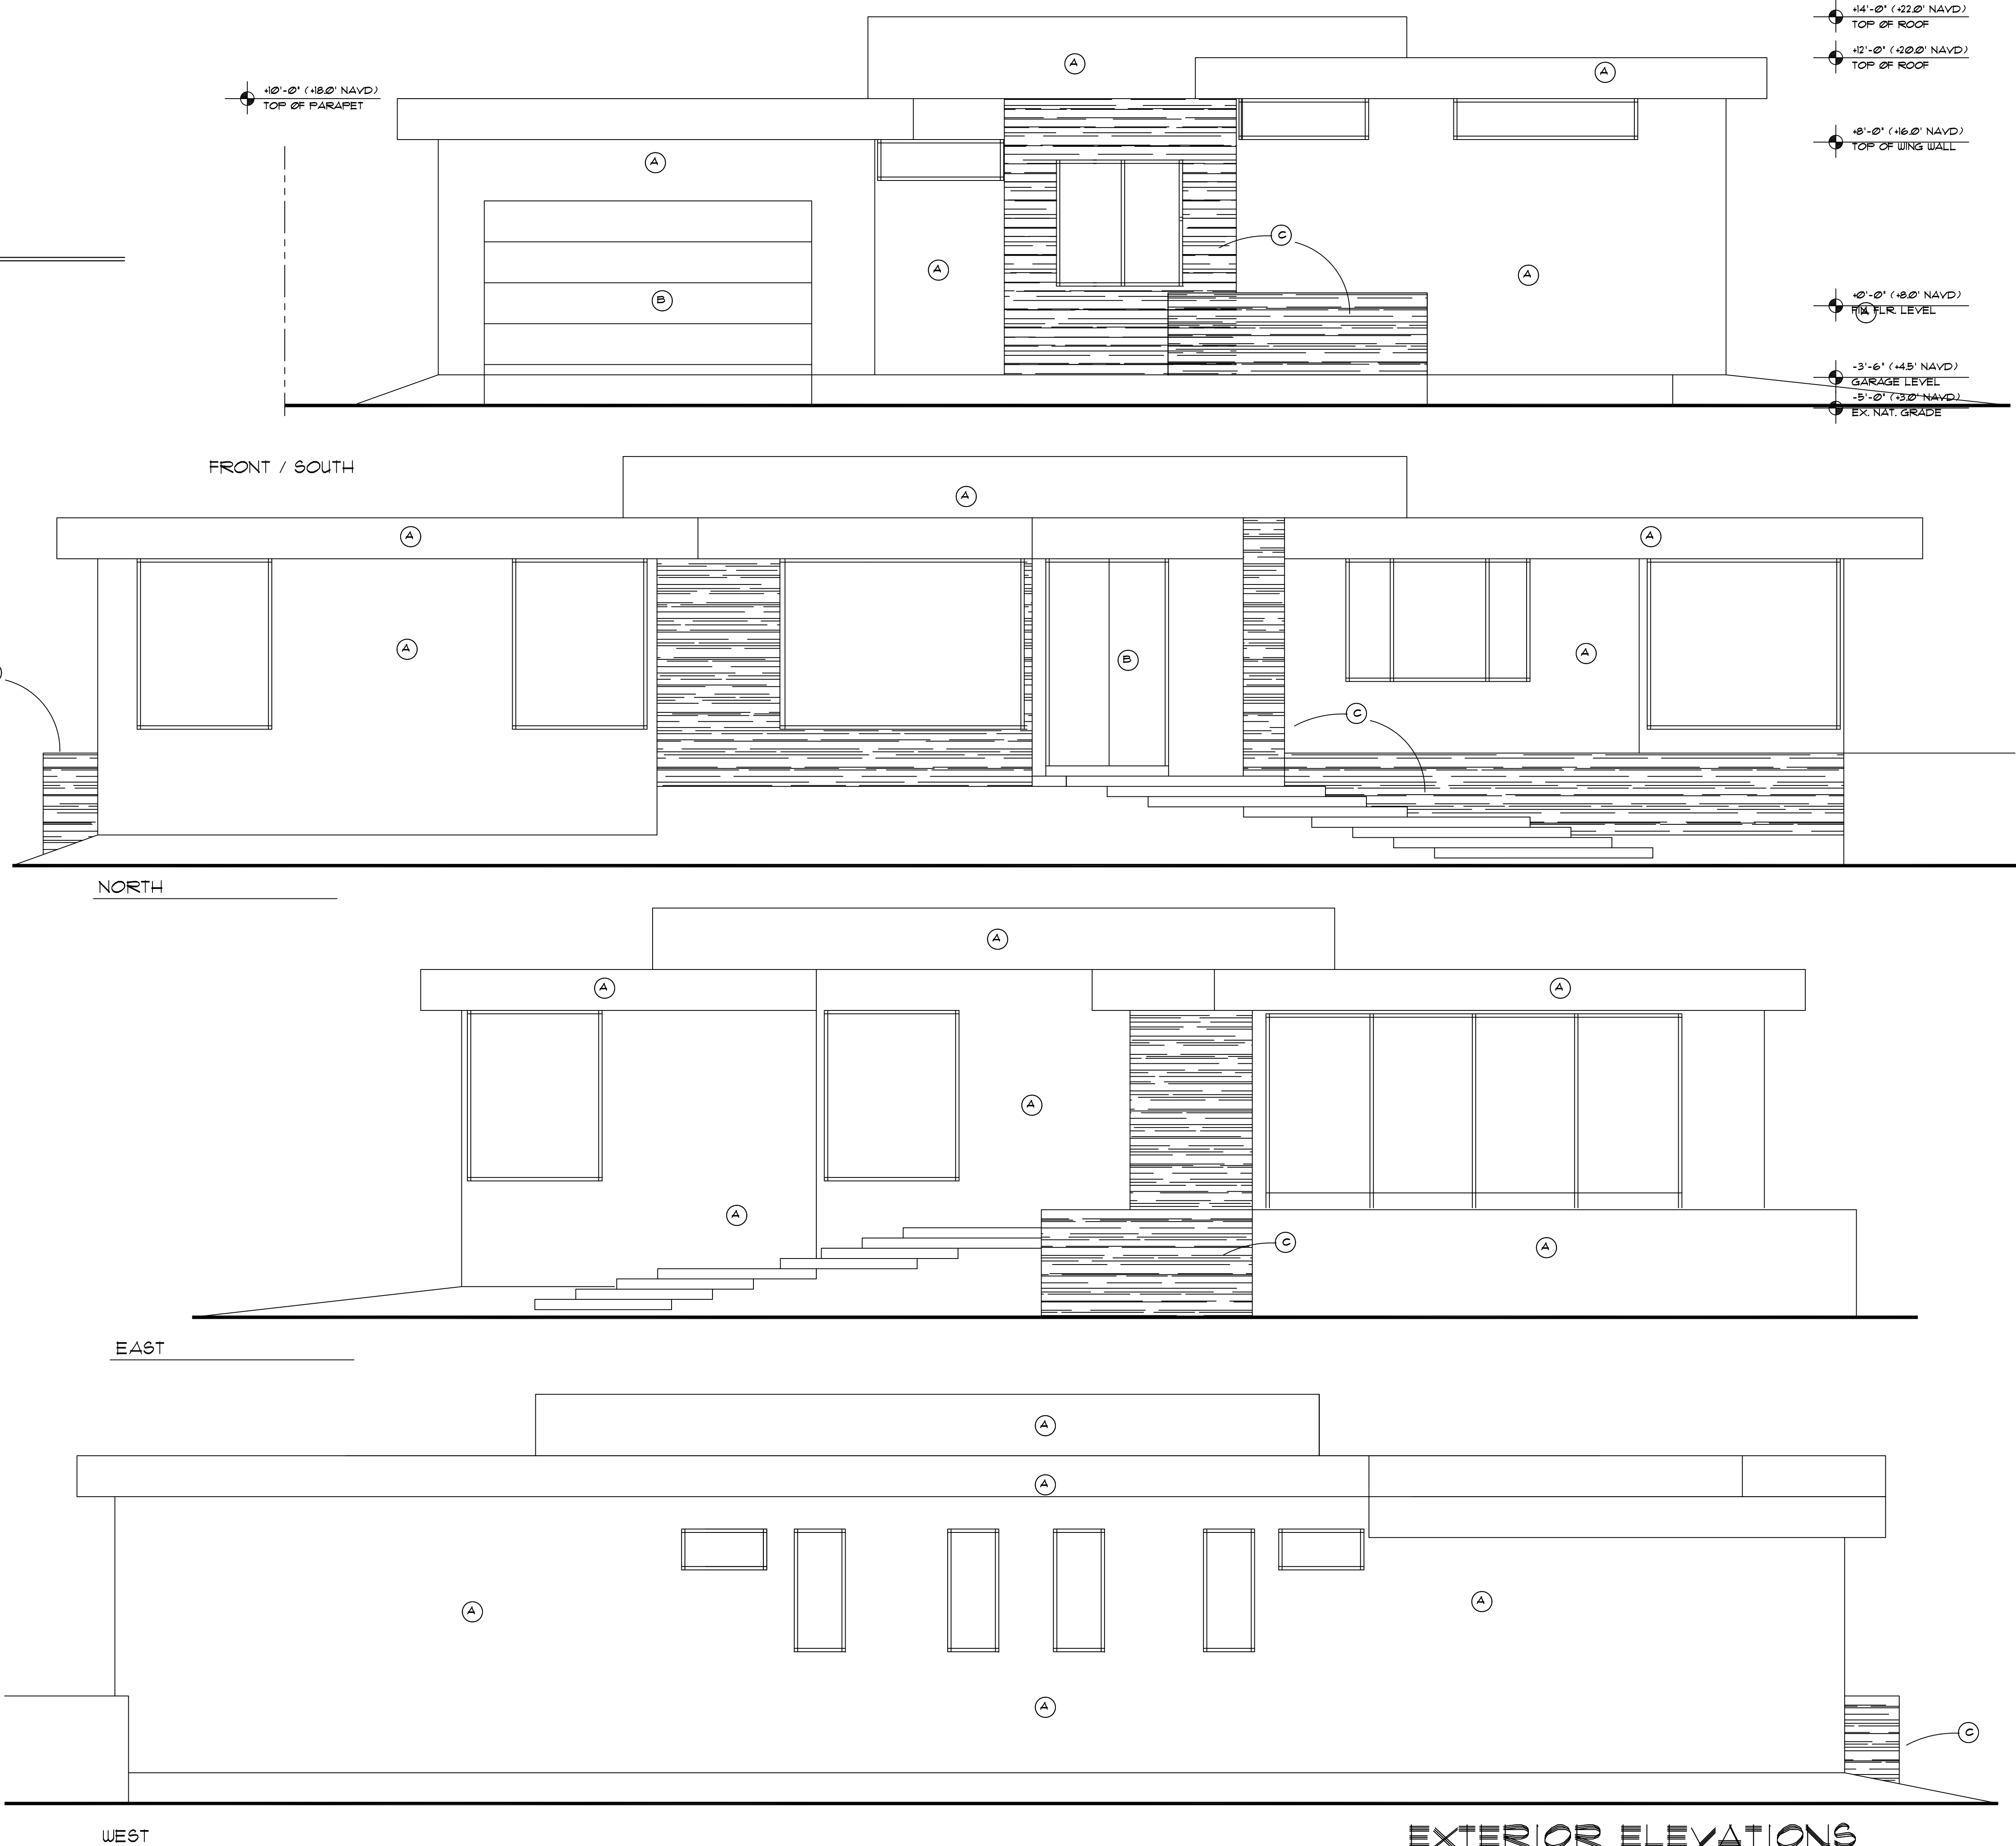 +14'-0" (+22.0' NAVD)
TOP OF ROOF
+12'-0" (+20.0' NAVD)
TOP OF ROOF
A
A
+10'-0" (+18.0' NAVD)
TOP OF PARAPET
+8'-0" (+16.0' NAVD)
TOP OF WING WALL
A
C
A
A
B
+0'-0" (+8.0' NAVD)
FIN FLR. LEVEL
A
-3'-6" (+4.5' NAVD)
GARAGE LEVEL
-5'-0" (+3.0' NAVD)
EX. NAT. GRADE
FRONT / SOUTH
A
A
A
A
A
B
C
NORTH
A
A
A
A
A
C
A
EAST
A
A
A
A
A
C
WEST
EXTERIOR ELEVATIONS